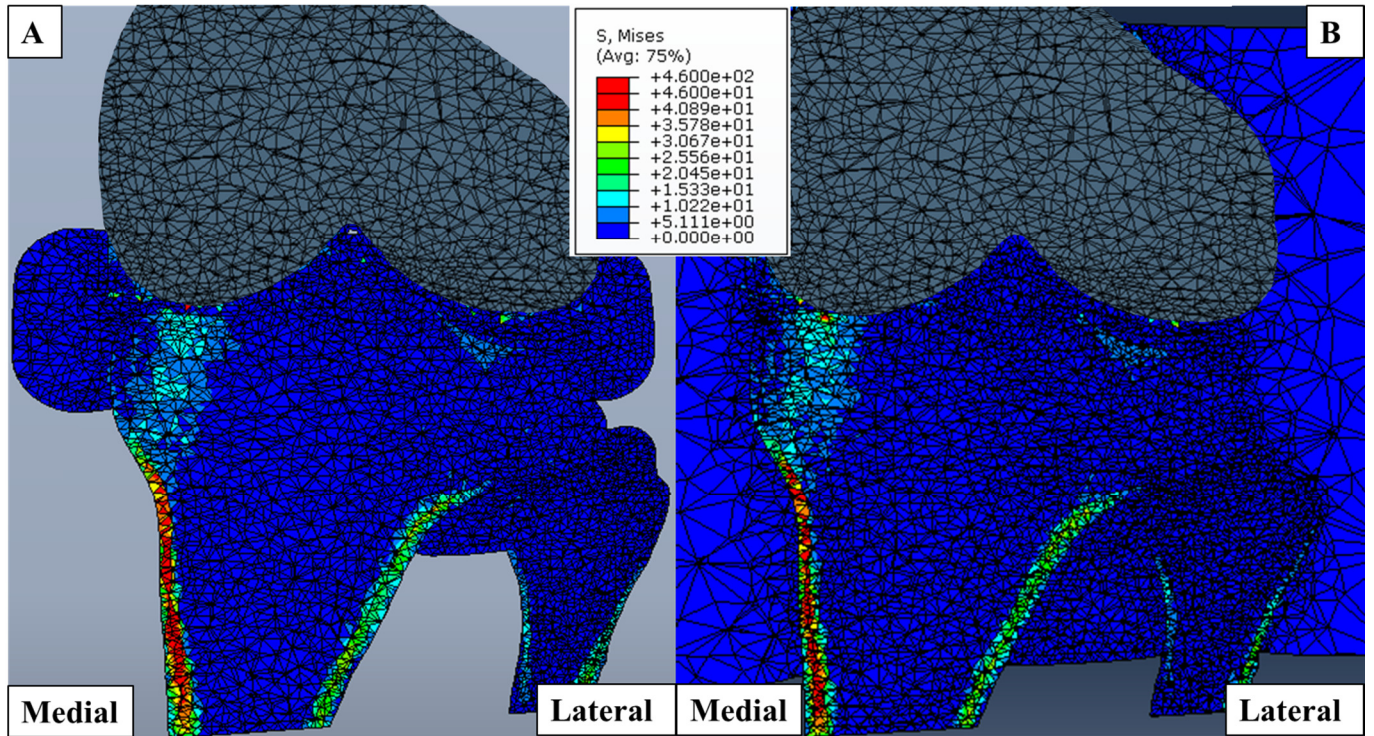 A
S, Mises
(Avg: 75%)
+4.600e+02
+4.600e+01
+4.089e+01
+3.578e+01
+3.067e+01
+2.556e+01
+2.045e+01
+1.533e+01
+1.022e+01
+5.111e+00
+0.000e+00
B
Medial
Lateral
Medial
Lateral